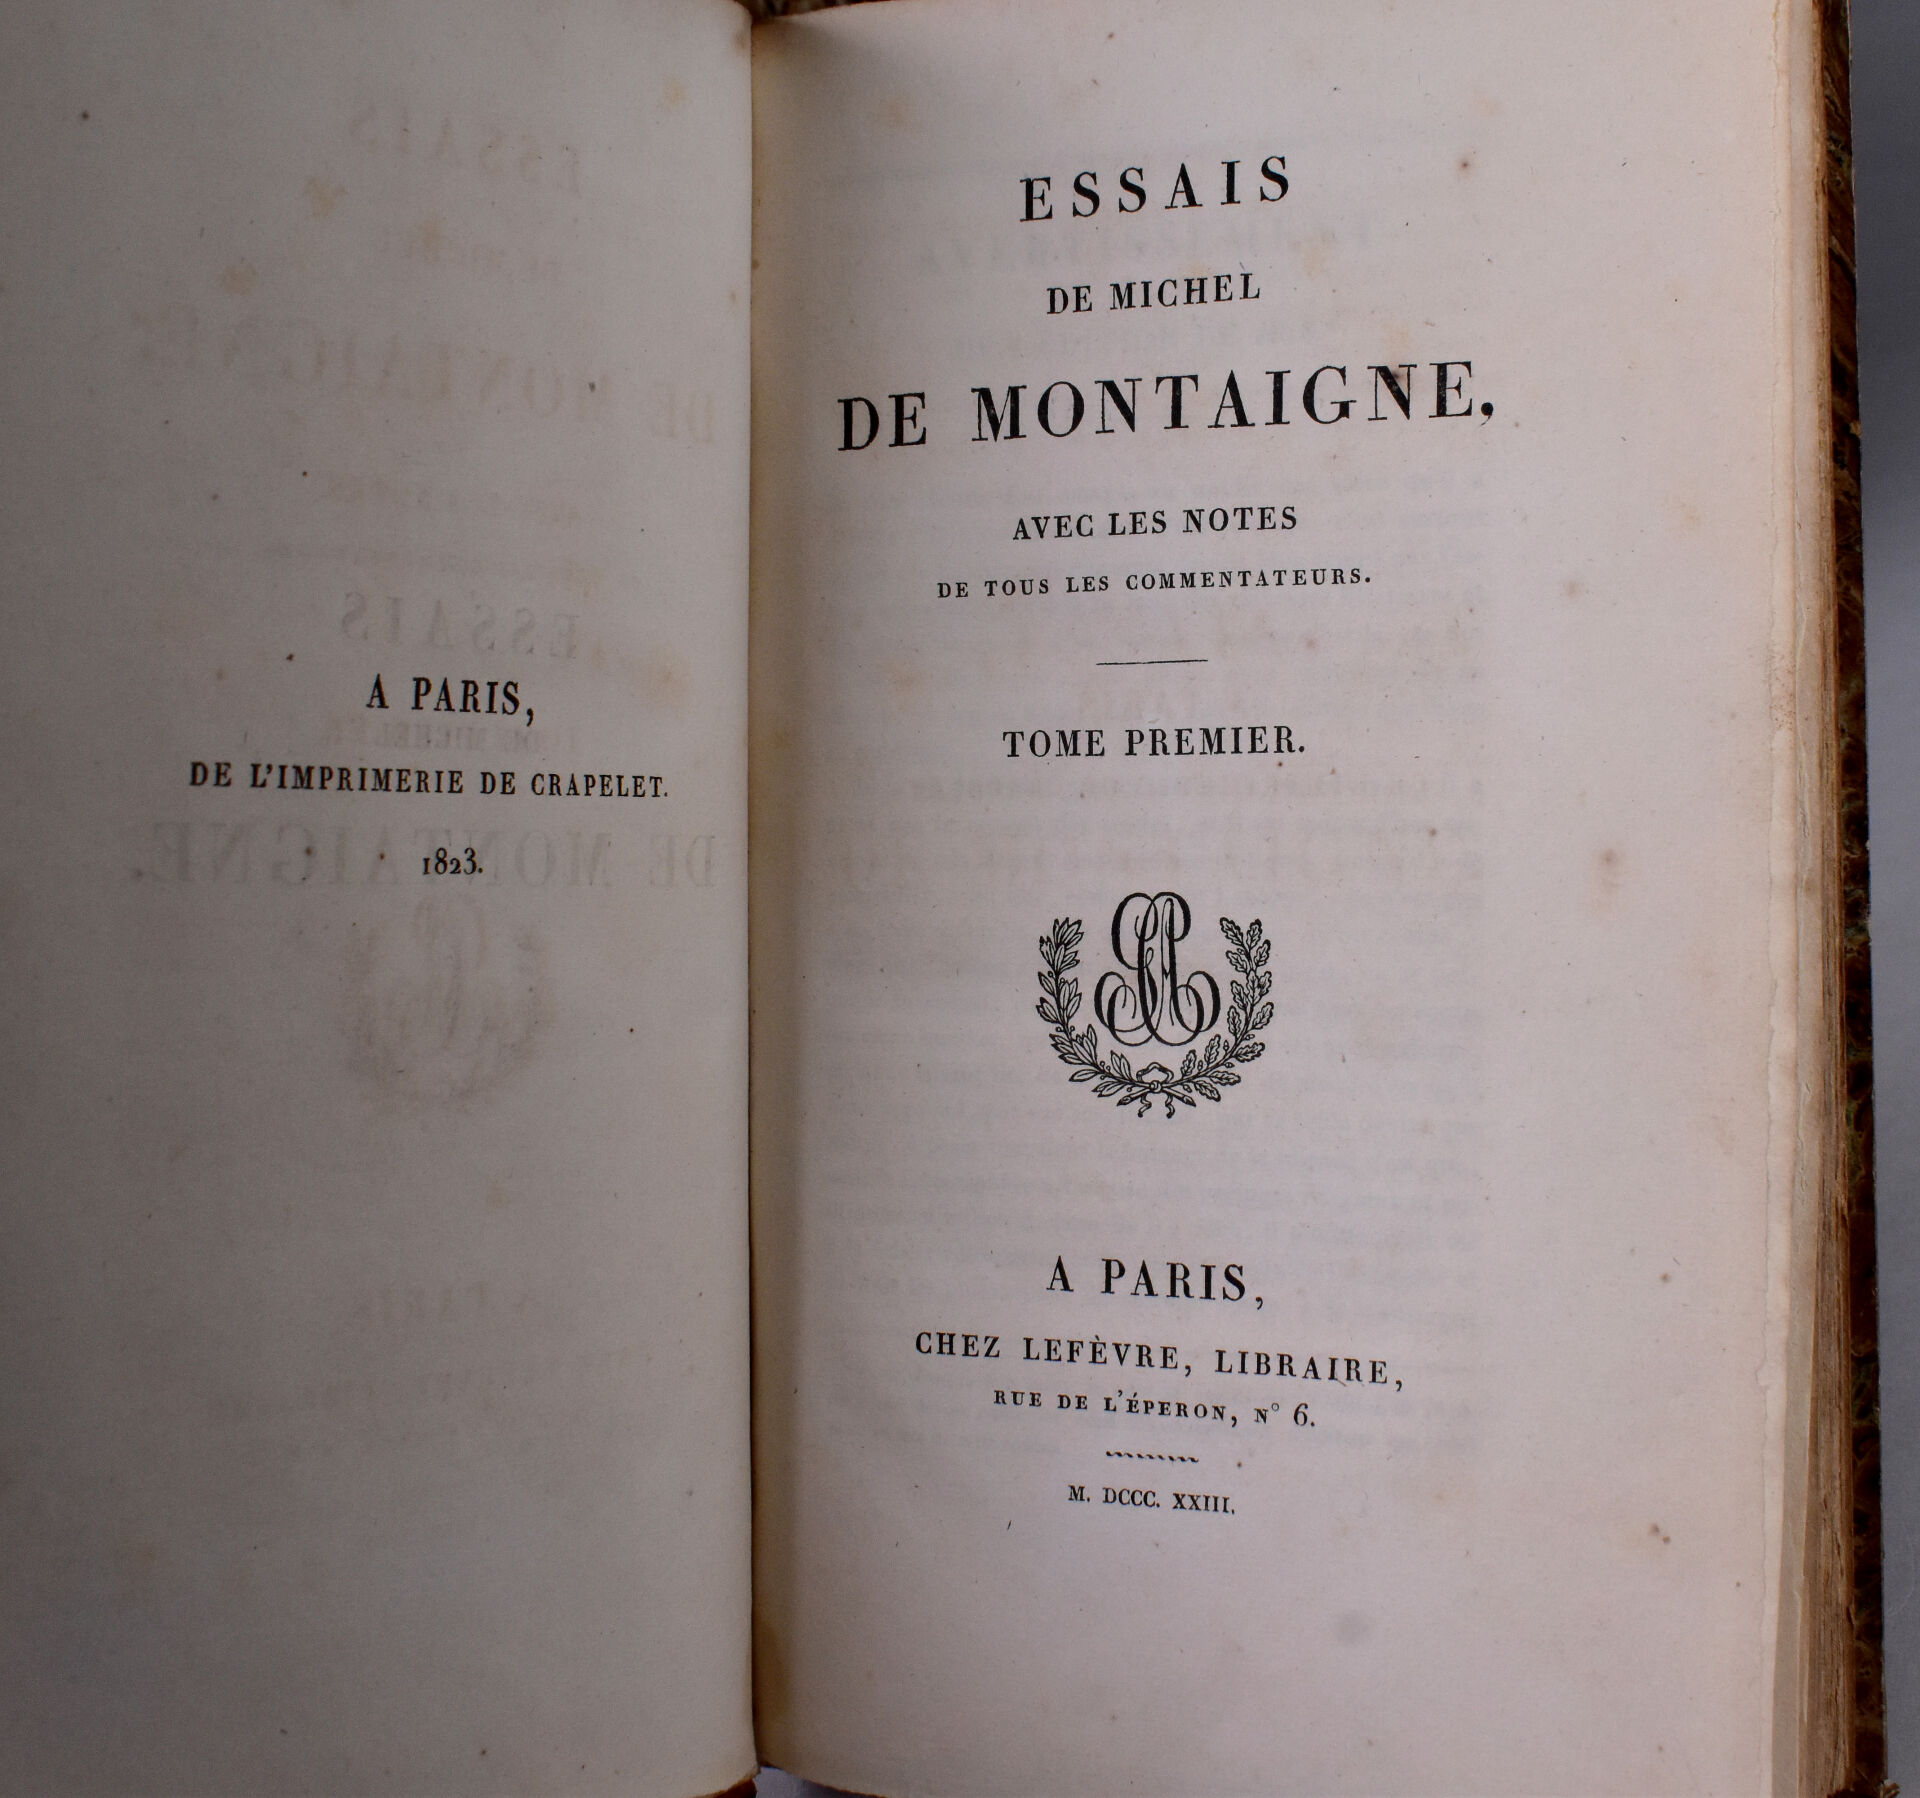 A PARIS,
DE L'IMPRIMERIE DE CRAPELET.
1823.
ESSAIS
DE MICHEL
DE MONTAIGNE,
AVEC LES NOTES
DE TOUS LES COMMENTATEURS.
TOME PREMIER.
A PARIS,
CHEZ LEFÈVRE, LIBRAIRE,
RUE DE L'ÉPERON, N° 6.
M. DCCC. XXIII.